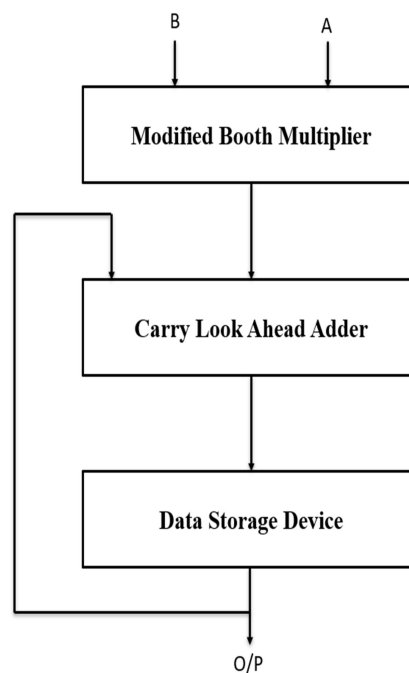 B A
Modified Booth Multiplier
Carry Look Ahead Adder
Data Storage Device
O/P